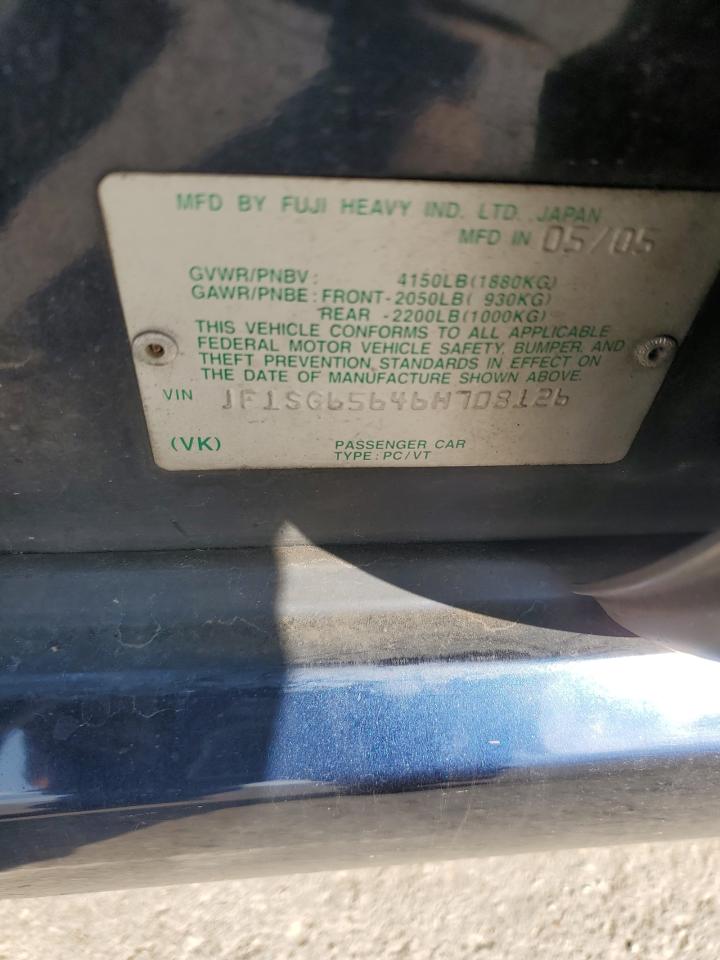 MFD BY FUJI HEAVY IND. LTD. JAPAN
MFD IN 05/05
GVWR/PNBV : 4150LB(1880KG)
GAWR/PNBE : FRONT-2050LB( 930KG)
REAR -2200LB(1000KG)
THIS VEHICLE CONFORMS TO ALL APPLICABLE
FEDERAL MOTOR VEHICLE SAFETY, BUMPER, AND
THEFT PREVENTION STANDARDS IN EFFECT ON
THE DATE OF MANUFACTURE SHOWN ABOVE.
VIN JF1SG65646H708126
(VK) PASSENGER CAR
TYPE : PC/VT